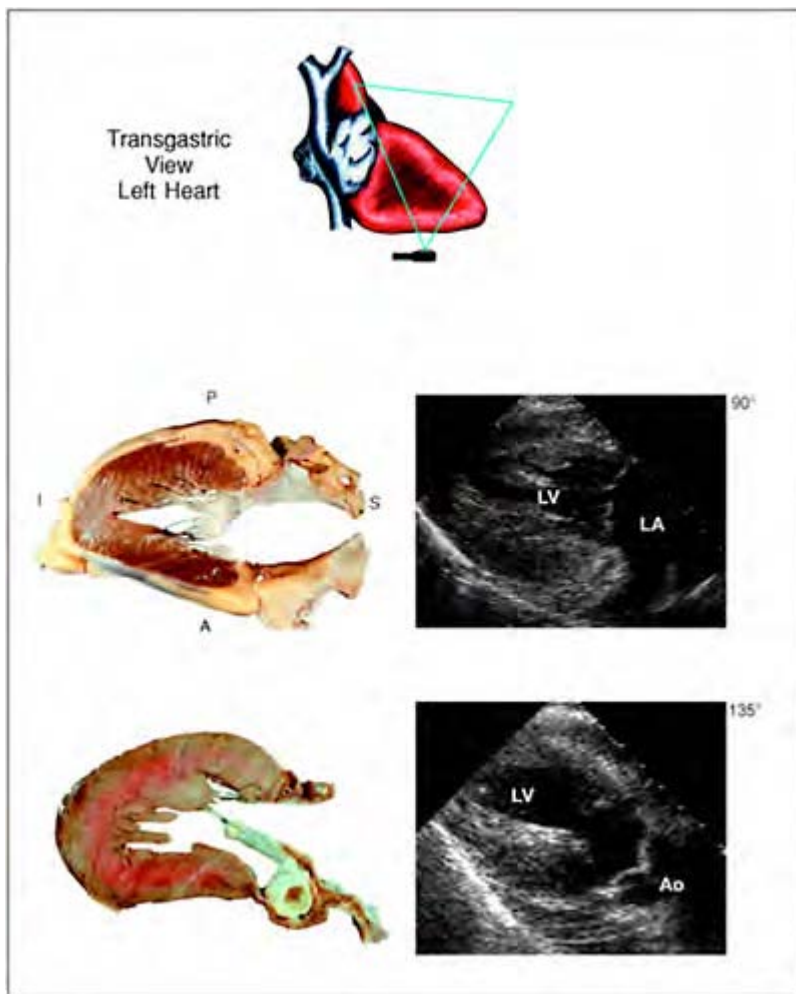 Transgastric
View
Left Heart
P
90°
I
S
LV
LA
A
135°
LV
Ao